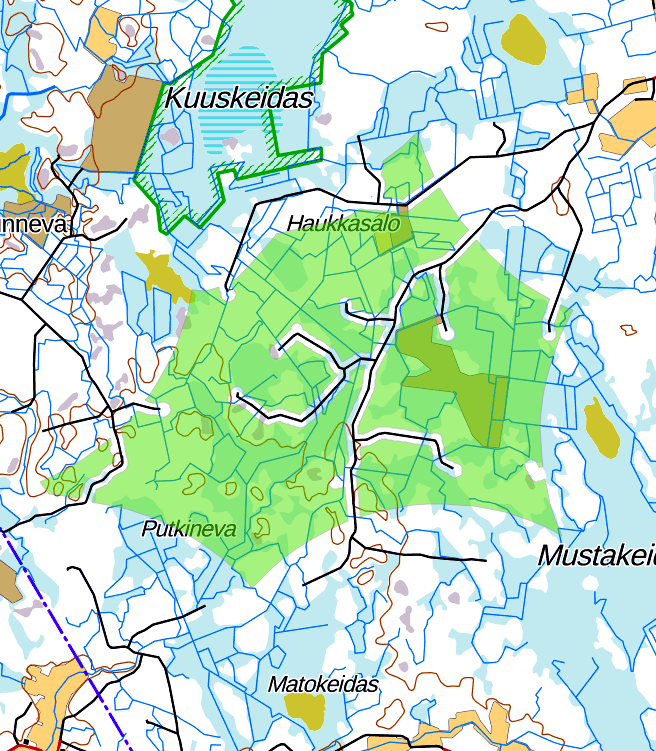 Kuuskeidas
nneva
Haukkasalo
Putkineva
Mustakei
Matokeidas